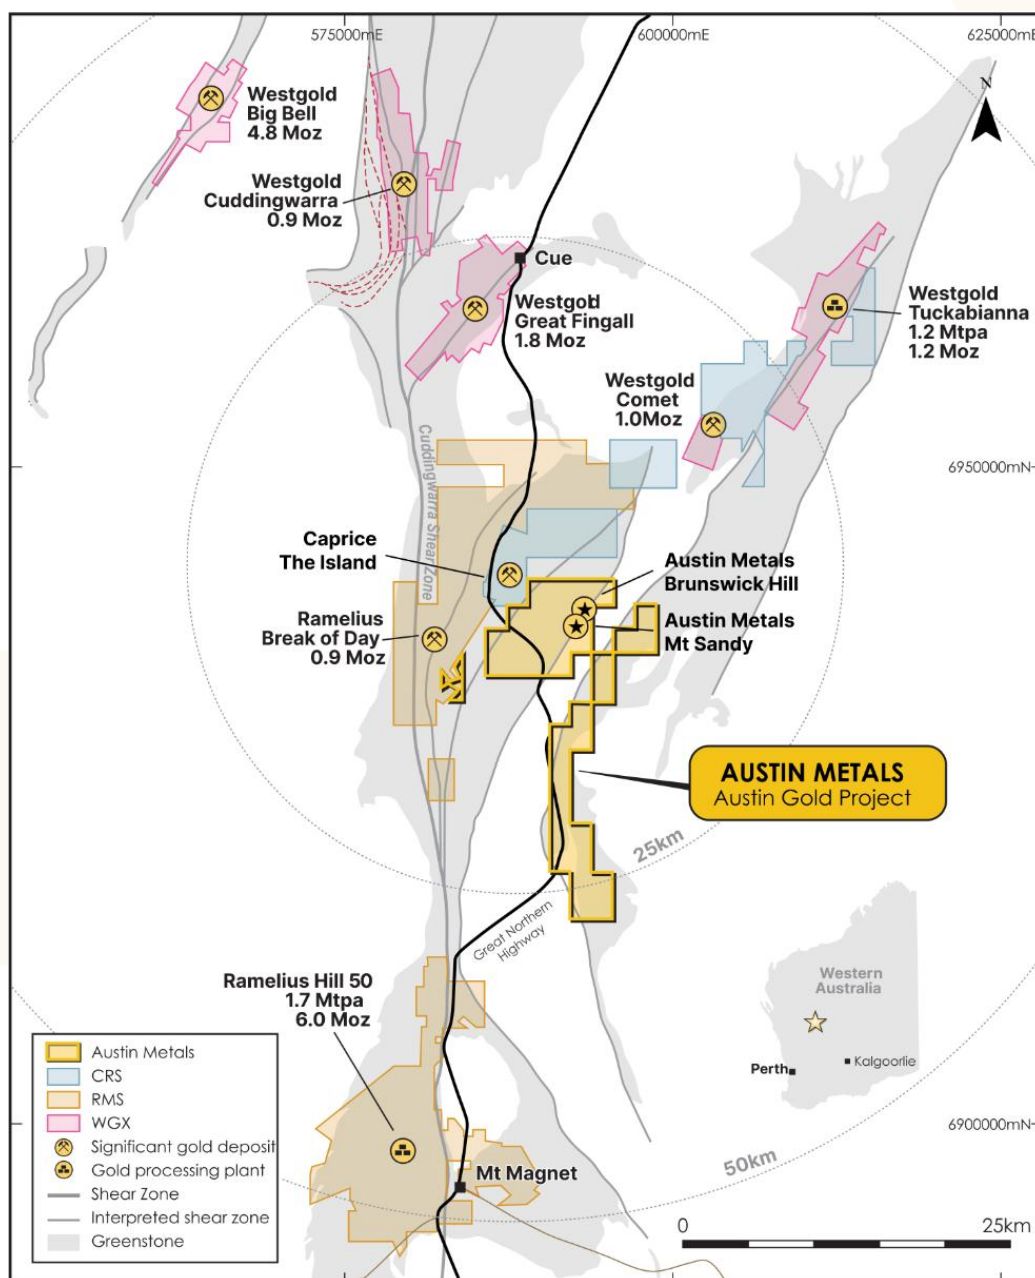 575000mE
600000mE
625000mE
N
Westgold
Big Bell
4.8 Moz
Westgold
Cuddingwarra
0.9 Moz
Cue
Westgold
Great Fingall
1.8 Moz
Westgold
Tuckabianna
1.2 Mtpa
1.2 Moz
Westgold
Comet
1.0Moz
Cuddingwarra Shear Zone
6950000mN
Caprice
The Island
Austin Metals
Brunswick Hill
Austin Metals
Mt Sandy
Ramelius
Break of Day
0.9 Moz
AUSTIN METALS
Austin Gold Project
25km
Great Northern
Highway
Ramelius Hill 50
1.7 Mtpa
6.0 Moz
Western
Australia
Perth
Kalgoorlie
Austin Metals
CRS
RMS
WGX
Significant gold deposit
Gold processing plant
Shear Zone
Interpreted shear zone
Greenstone
6900000mN
50km
Mt Magnet
0
25km